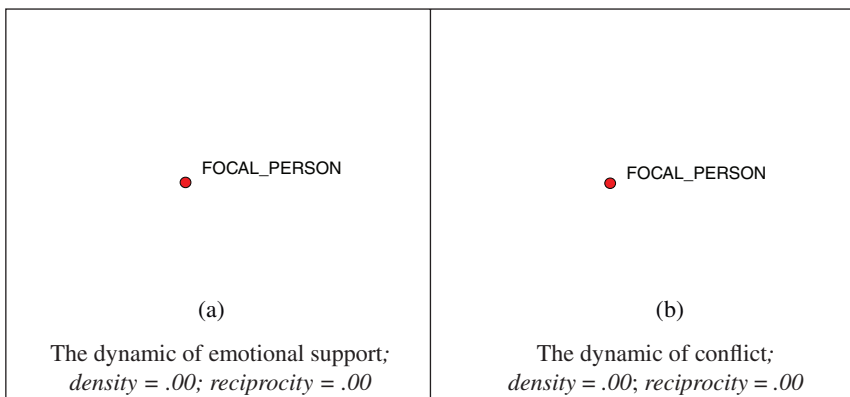 FOCAL_PERSON
(a)
The dynamic of emotional support;
density = .00; reciprocity = .00
FOCAL_PERSON
(b)
The dynamic of conflict;
density = .00; reciprocity = .00